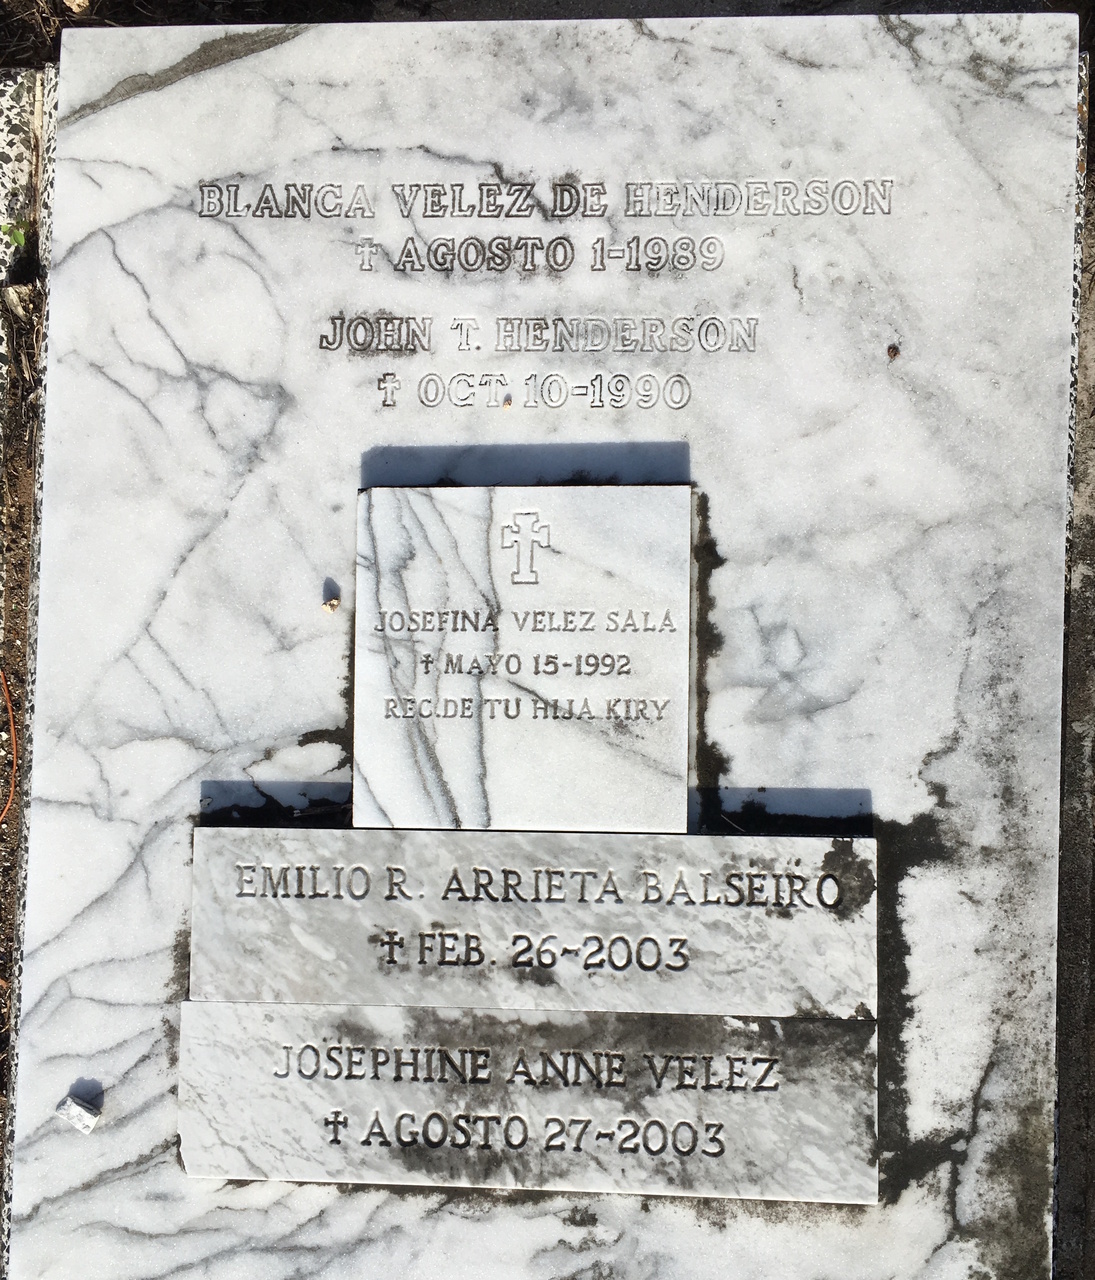 BLANCA VELEZ DE HENDERSON
✝ AGOSTO 1-1989
JOHN T. HENDERSON
✝ OCT. 10-1990
JOSEFINA VELEZ SALA
✝ MAYO 15-1992
REC.DE TU HIJA KIRY
EMILIO R. ARRIETA BALSEIRO
✝ FEB. 26~2003
JOSEPHINE ANNE VELEZ
✝ AGOSTO 27~2003